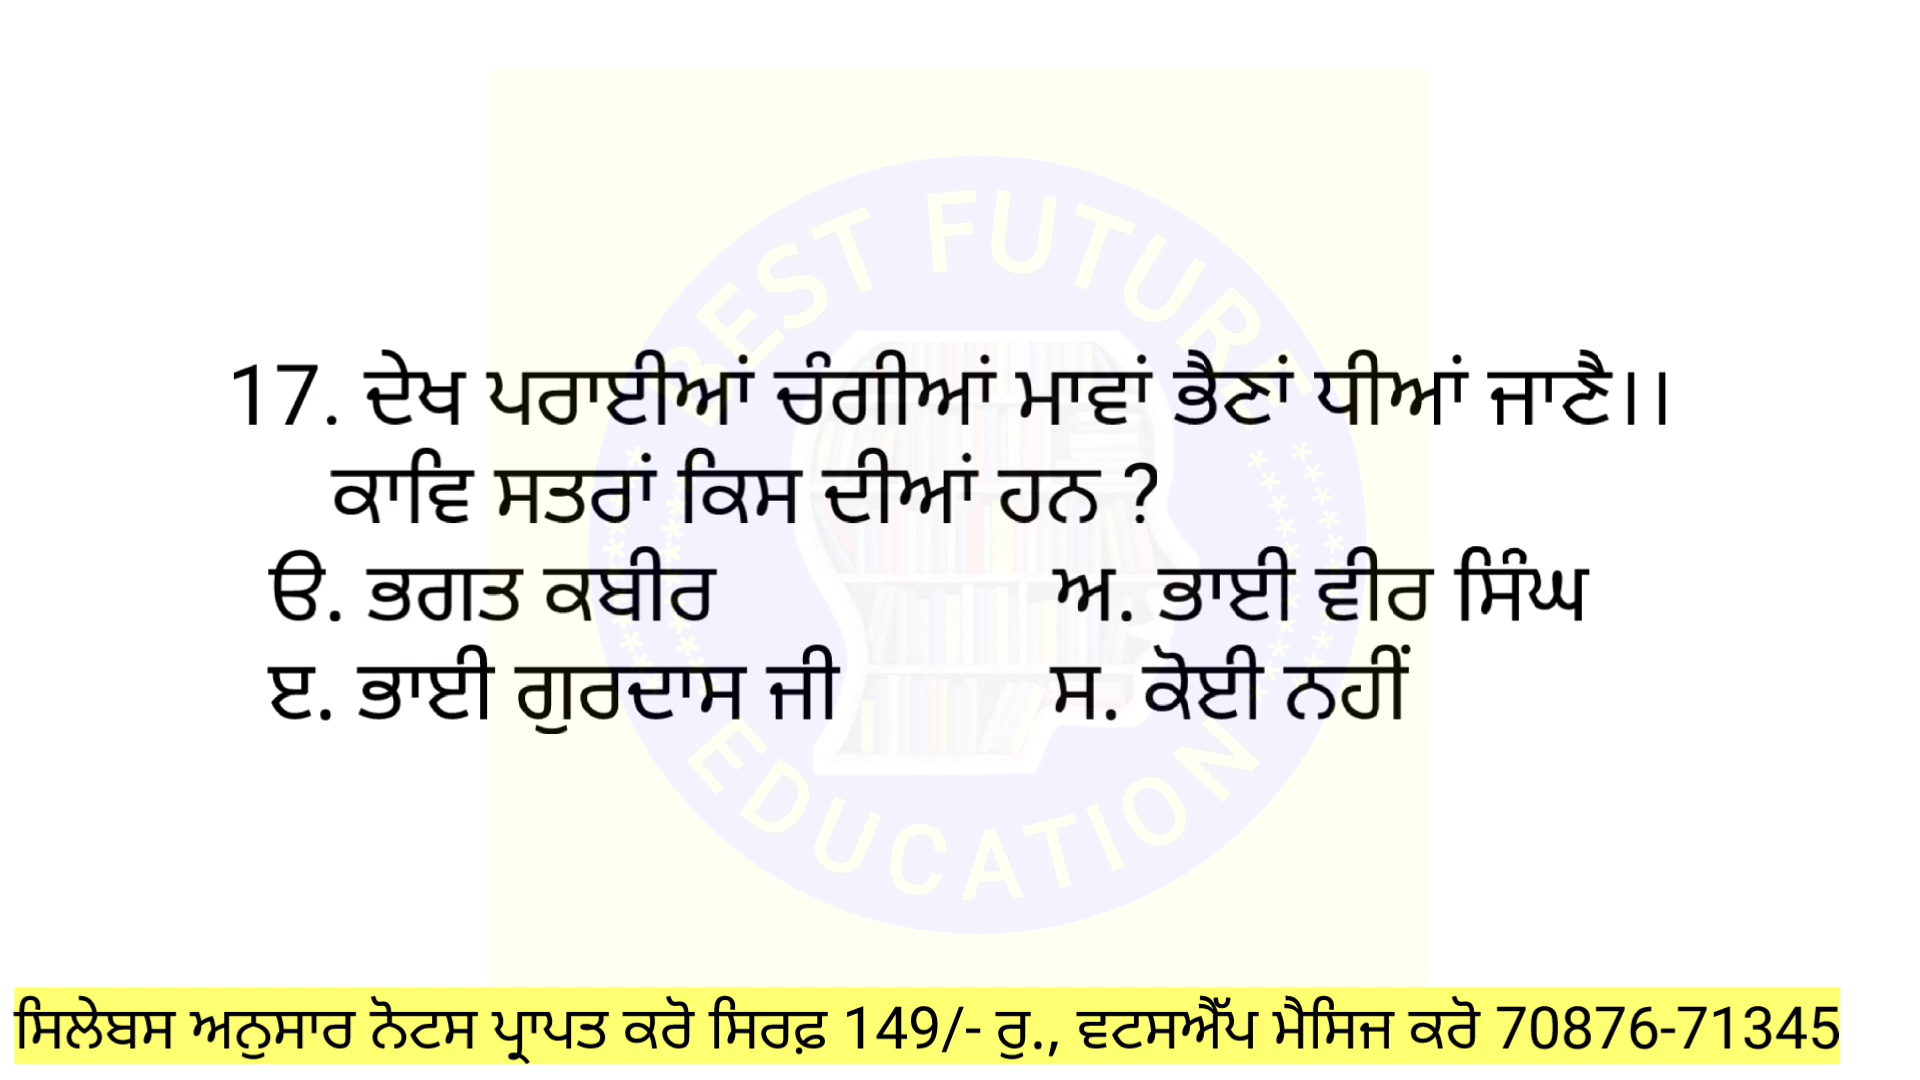 BEST FUTURE
17. ਦੇਖ ਪਰਾਈਆਂ ਚੰਗੀਆਂ ਮਾਵਾਂ ਭੈਣਾਂ ਧੀਆਂ ਜਾਣੈ।।
ਕਾਵਿ ਸਤਰਾਂ ਕਿਸ ਦੀਆਂ ਹਨ ?
ੳ. ਭਗਤ ਕਬੀਰ ਅ. ਭਾਈ ਵੀਰ ਸਿੰਘ
ੲ. ਭਾਈ ਗੁਰਦਾਸ ਜੀ ਸ. ਕੋਈ ਨਹੀਂ
EDUCATION
ਸਿਲੇਬਸ ਅਨੁਸਾਰ ਨੋਟਸ ਪ੍ਰਾਪਤ ਕਰੋ ਸਿਰਫ਼ 149/- ਰੁ., ਵਟਸਐੱਪ ਮੈਸਿਜ ਕਰੋ 70876-71345